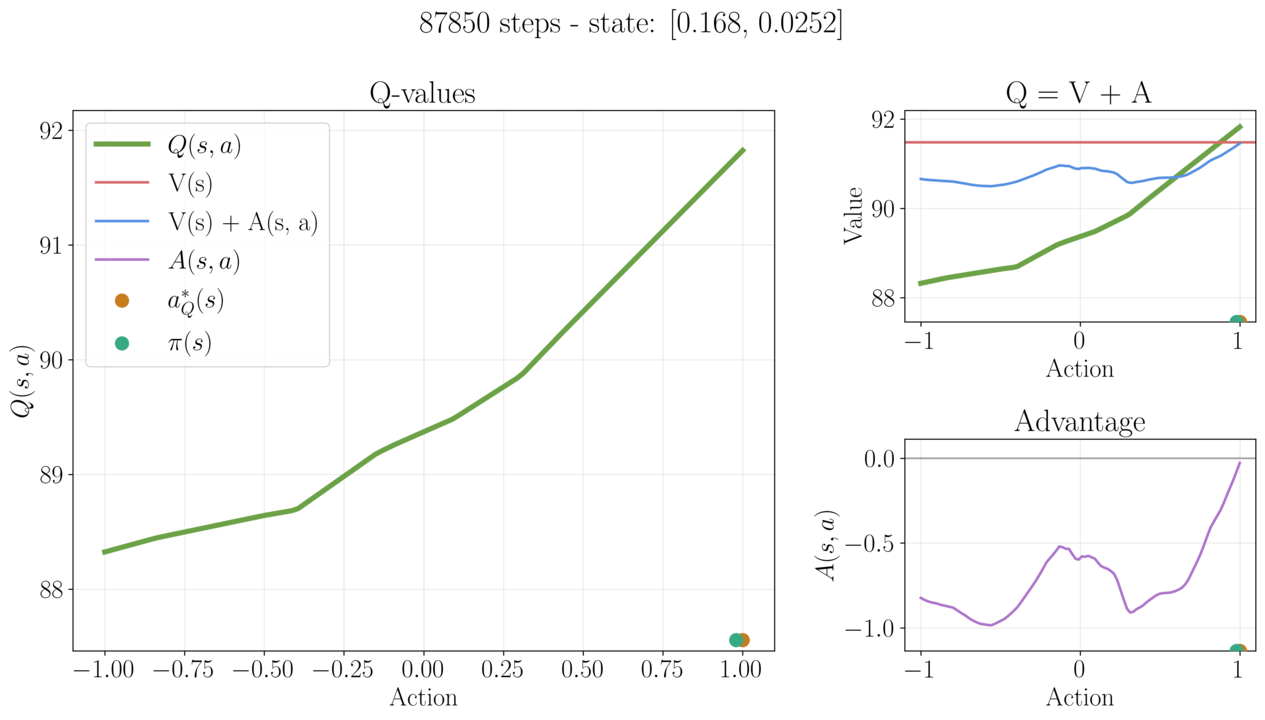 87850 steps - state: [0.168, 0.0252]
Q-values
92
91
90
89
88
Q(s, a)
Q(s, a)
V(s)
V(s) + A(s, a)
A(s, a)
a*_Q(s)
π(s)
−1.00 −0.75 −0.50 −0.25 0.00 0.25 0.50 0.75 1.00
Action
Q = V + A
92
90
88
Value
−1 0 1
Action
Advantage
0.0
−0.5
−1.0
A(s, a)
−1 0 1
Action